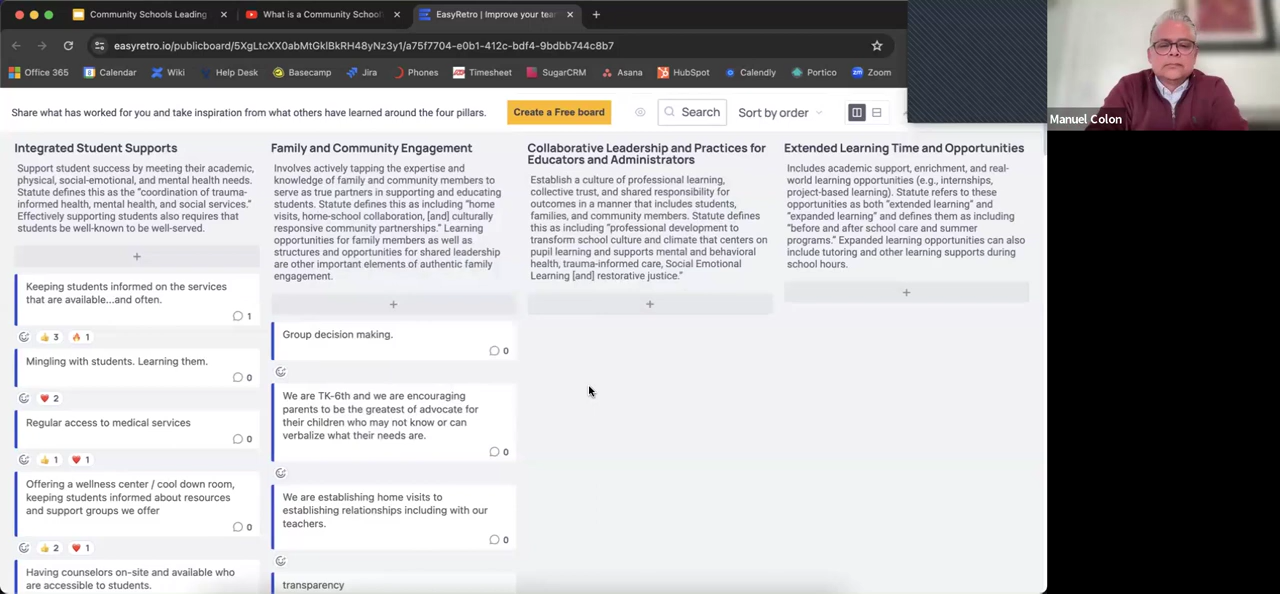 Community Schools Leading
What is a Community School
EasyRetro | Improve your tea
easyretro.io/publicboard/5XgLtcXX0abMtGklBkRH48yNz3y1/a75f7704-e0b1-412c-bdf4-9bdbb744c8b7
Office 365
Calendar
Wiki
Help Desk
Basecamp
Jira
Phones
Timesheet
SugarCRM
Asana
HubSpot
Calendly
Portico
Zoom
Share what has worked for you and take inspiration from what others have learned around the four pillars.
Create a Free board
Search
Sort by order
Manuel Colon
Integrated Student Supports
Support student success by meeting their academic,
physical, social-emotional, and mental health needs.
Statute defines this as the "coordination of trauma-
informed health, mental health, and social services."
Effectively supporting students also requires that
students be well-known to be well-served.
+
Keeping students informed on the services
that are available...and often.
1
3
1
Mingling with students. Learning them.
0
2
Regular access to medical services
0
1
1
Offering a wellness center / cool down room,
keeping students informed about resources
and support groups we offer
0
2
1
Having counselors on-site and available who
are accessible to students.
Family and Community Engagement
Involves actively tapping the expertise and
knowledge of family and community members to
serve as true partners in supporting and educating
students. Statute defines this as including "home
visits, home-school collaboration, [and] culturally
responsive community partnerships." Learning
opportunities for family members as well as
structures and opportunities for shared leadership
are other important elements of authentic family
engagement.
+
Group decision making.
0
We are TK-6th and we are encouraging
parents to be the greatest of advocate for
their children who may not know or can
verbalize what their needs are.
0
We are establishing home visits to
establishing relationships including with our
teachers.
0
transparency
Collaborative Leadership and Practices for
Educators and Administrators
Establish a culture of professional learning,
collective trust, and shared responsibility for
outcomes in a manner that includes students,
families, and community members. Statute defines
this as including "professional development to
transform school culture and climate that centers on
pupil learning and supports mental and behavioral
health, trauma-informed care, Social Emotional
Learning [and] restorative justice."
+
Extended Learning Time and Opportunities
Includes academic support, enrichment, and real-
world learning opportunities (e.g., internships,
project-based learning). Statute refers to these
opportunities as both "extended learning" and
"expanded learning" and defines them as including
"before and after school care and summer
programs." Expanded learning opportunities can also
include tutoring and other learning supports during
school hours.
+